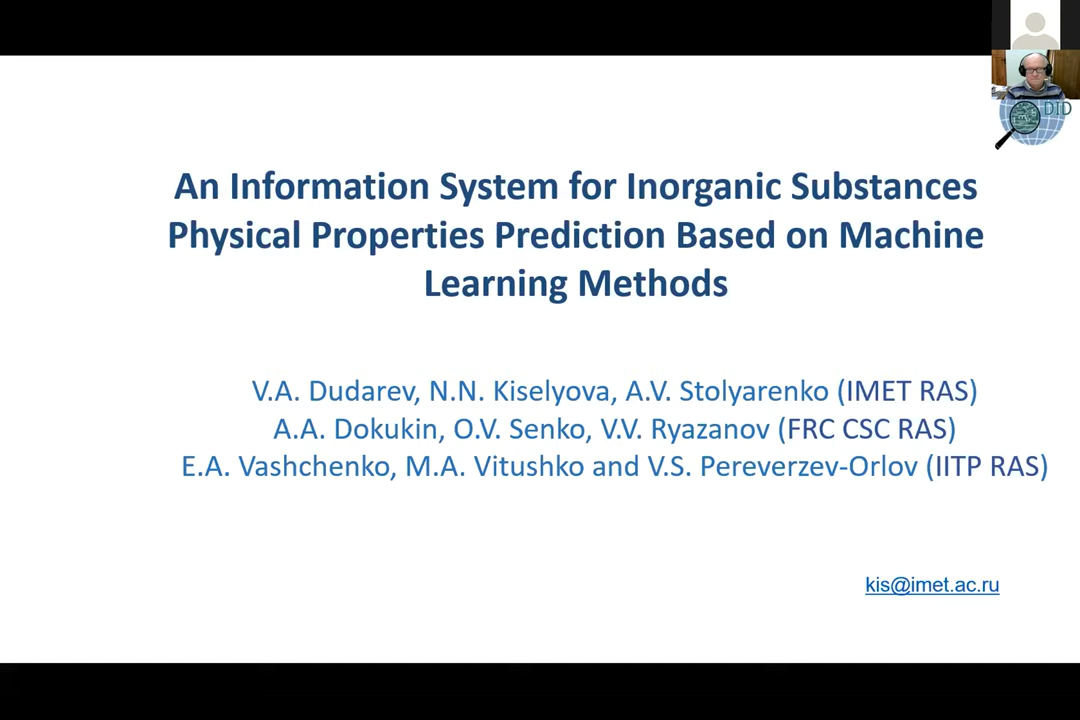 DID
An Information System for Inorganic Substances
Physical Properties Prediction Based on Machine
Learning Methods
V.A. Dudarev, N.N. Kiselyova, A.V. Stolyarenko (IMET RAS)
A.A. Dokukin, O.V. Senko, V.V. Ryazanov (FRC CSC RAS)
E.A. Vashchenko, M.A. Vitushko and V.S. Pereverzev-Orlov (IITP RAS)
kis@imet.ac.ru